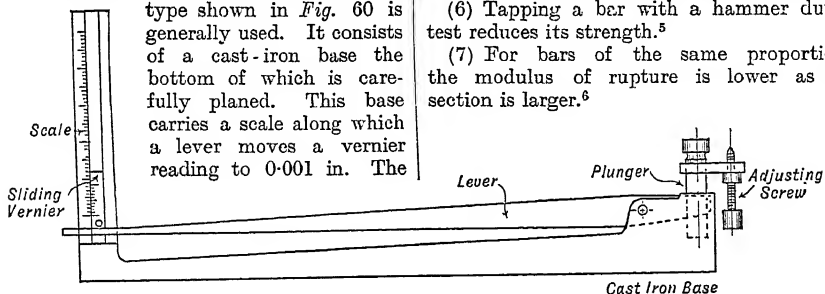 type shown in Fig. 60 is
generally used. It consists
of a cast-iron base the
bottom of which is care-
fully planed. This base
carries a scale along which
a lever moves a vernier
reading to 0·001 in. The
(6) Tapping a bar with a hammer du
test reduces its strength.⁵
(7) For bars of the same proporti
the modulus of rupture is lower as
section is larger.⁶
Scale
Sliding
Vernier
Lever
Plunger
Adjusting
Screw
Cast Iron Base